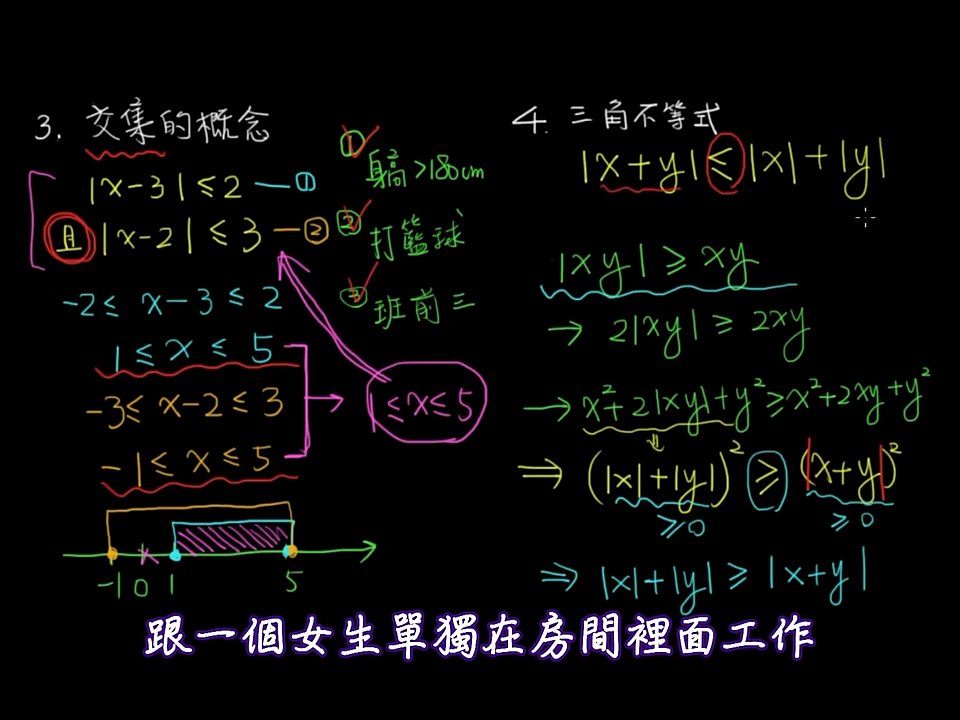 3. 交集的概念
|x-3| ≤ 2 — ①
且 |x-2| ≤ 3 — ②
-2 ≤ x-3 ≤ 2
1 ≤ x ≤ 5
-3 ≤ x-2 ≤ 3
-1 ≤ x ≤ 5
-1 0 1 5
① 身高 >180cm
② 打籃球
③ 班前三
1 ≤ x ≤ 5
4. 三角不等式
|x+y| ≤ |x|+|y|
|xy| ≥ xy
→ 2|xy| ≥ 2xy
→ x²+2|xy|+y² ≥ x²+2xy+y²
⇒ (|x|+|y|)² ≥ (|x+y|)²
≥0 ≥0
⇒ |x|+|y| ≥ |x+y|
跟一個女生單獨在房間裡面工作